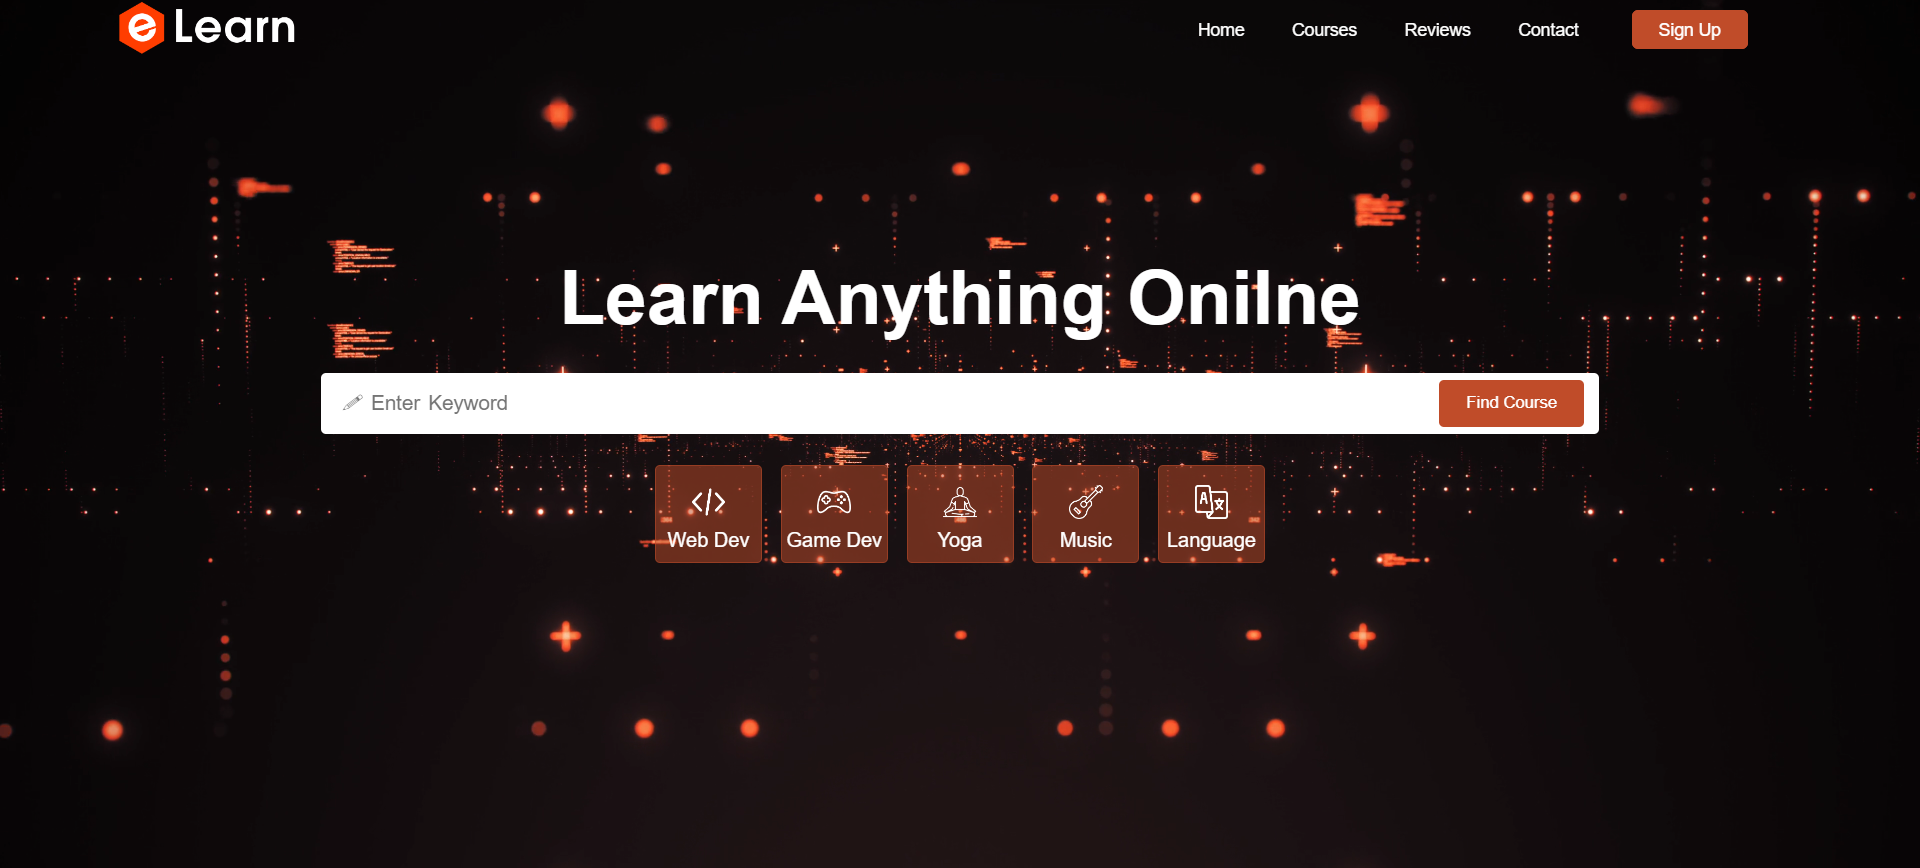 e Learn
Home Courses Reviews Contact Sign Up
Learn Anything Onilne
Enter Keyword
Find Course
Web Dev
Game Dev
Yoga
Music
Language